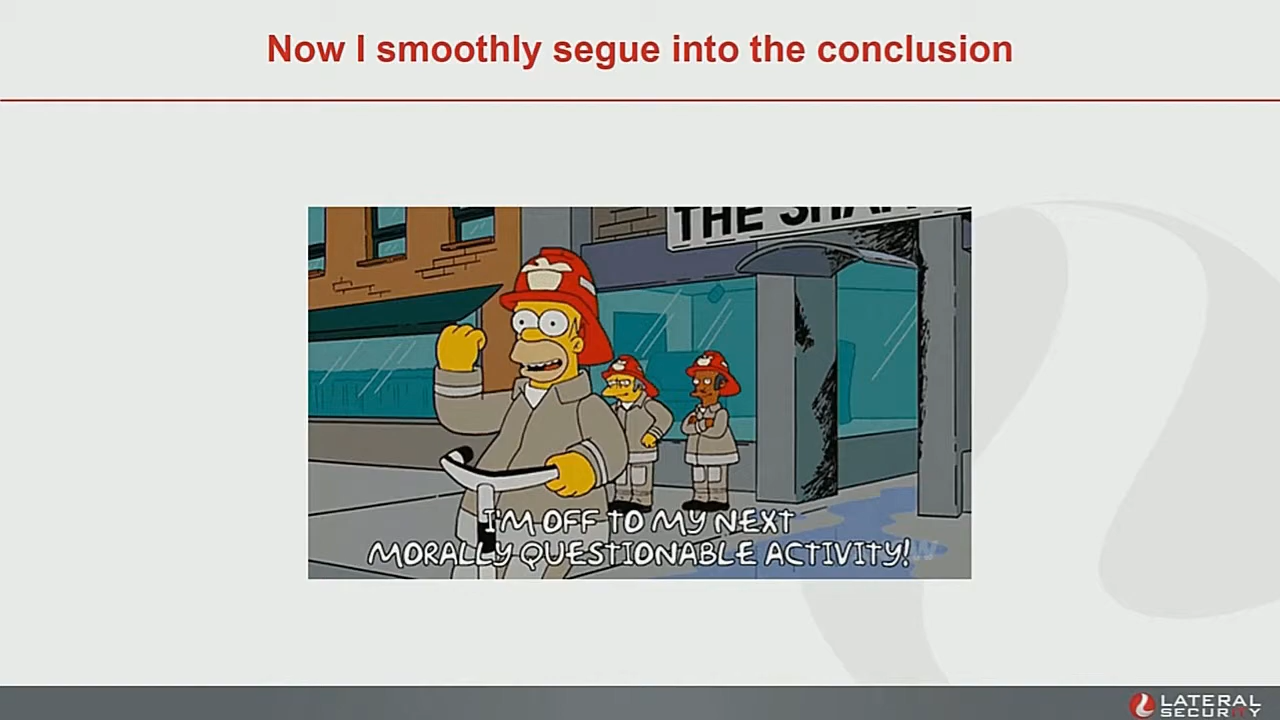 Now I smoothly segue into the conclusion
THE
I'M OFF TO MY NEXT
MORALLY QUESTIONABLE ACTIVITY!
LATERAL
SECURITY